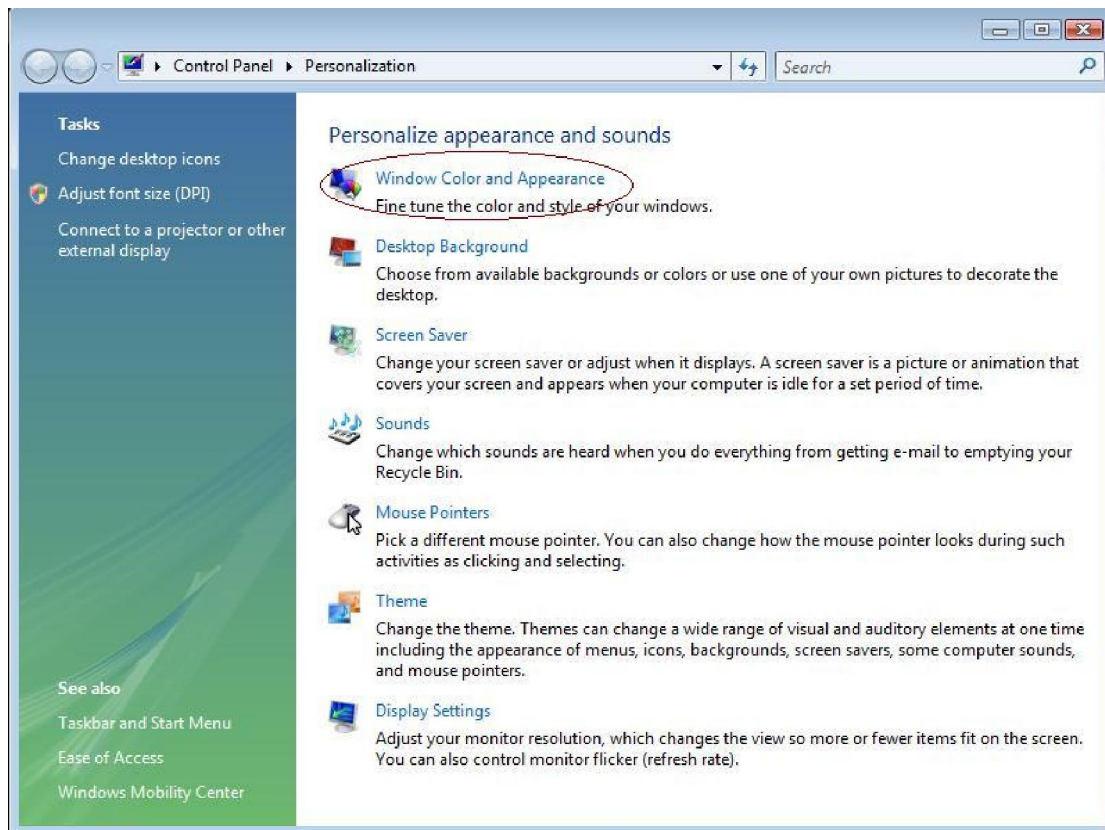 Control Panel Personalization
Search
Tasks
Change desktop icons
Adjust font size (DPI)
Connect to a projector or other
external display
See also
Taskbar and Start Menu
Ease of Access
Windows Mobility Center
Personalize appearance and sounds
Window Color and Appearance
Fine tune the color and style of your windows.
Desktop Background
Choose from available backgrounds or colors or use one of your own pictures to decorate the
desktop.
Screen Saver
Change your screen saver or adjust when it displays. A screen saver is a picture or animation that
covers your screen and appears when your computer is idle for a set period of time.
Sounds
Change which sounds are heard when you do everything from getting e-mail to emptying your
Recycle Bin.
Mouse Pointers
Pick a different mouse pointer. You can also change how the mouse pointer looks during such
activities as clicking and selecting.
Theme
Change the theme. Themes can change a wide range of visual and auditory elements at one time
including the appearance of menus, icons, backgrounds, screen savers, some computer sounds,
and mouse pointers.
Display Settings
Adjust your monitor resolution, which changes the view so more or fewer items fit on the screen.
You can also control monitor flicker (refresh rate).